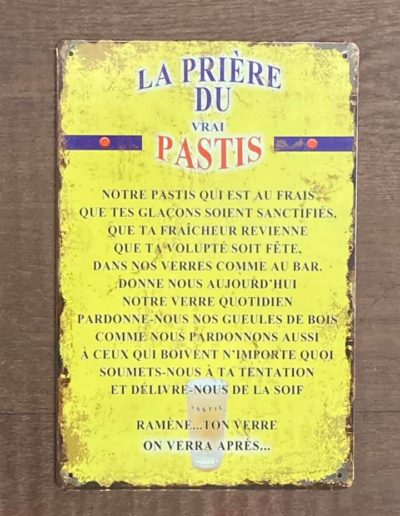 LA PRIÈRE
DU
VRAI
PASTIS
NOTRE PASTIS QUI EST AU FRAIS
QUE TES GLAÇONS SOIENT SANCTIFIÉS,
QUE TA FRAÎCHEUR REVIENNE
QUE TA VOLUPTÉ SOIT FÊTE,
DANS NOS VERRES COMME AU BAR.
DONNE NOUS AUJOURD'HUI
NOTRE VERRE QUOTIDIEN
PARDONNE-NOUS NOS GUEULES DE BOIS
COMME NOUS PARDONNONS AUSSI
À CEUX QUI BOIVENT N'IMPORTE QUOI
SOUMETS-NOUS À TA TENTATION
ET DÉLIVRE-NOUS DE LA SOIF
PASTIS
RAMÈNE...TON VERRE
ON VERRA APRÈS...